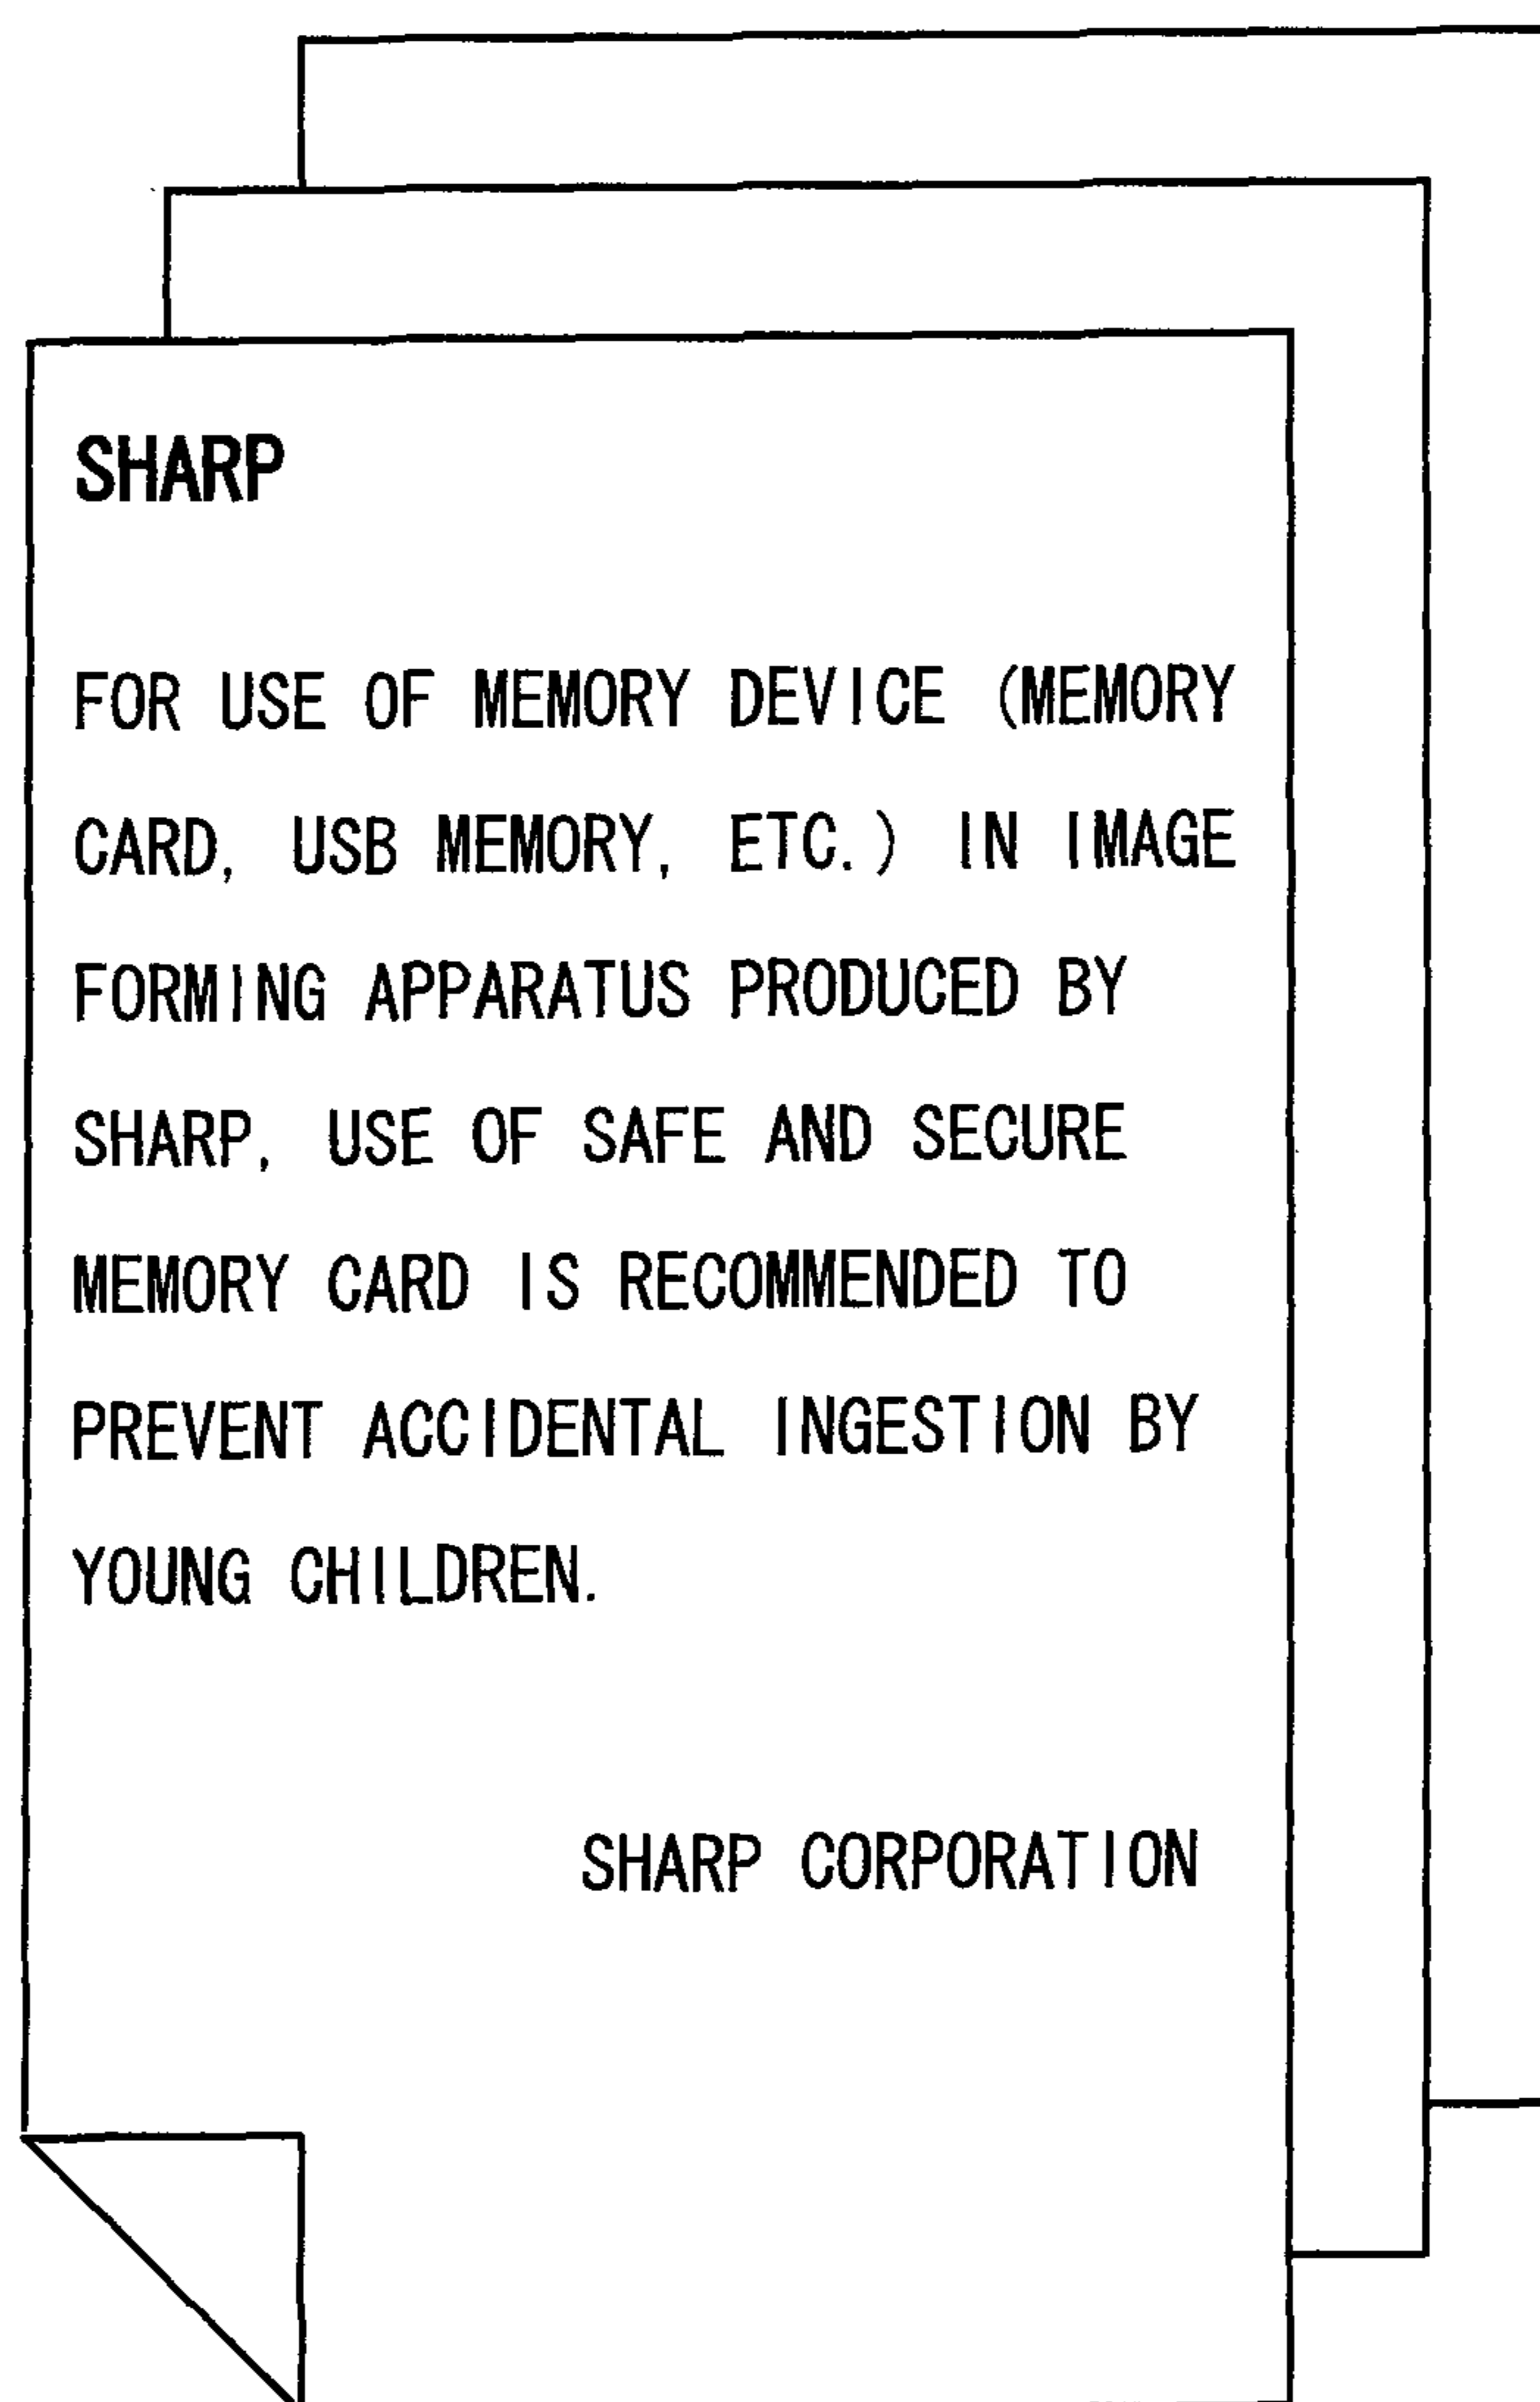 SHARP
FOR USE OF MEMORY DEVICE (MEMORY
CARD, USB MEMORY, ETC.) IN IMAGE
FORMING APPARATUS PRODUCED BY
SHARP, USE OF SAFE AND SECURE
MEMORY CARD IS RECOMMENDED TO
PREVENT ACCIDENTAL INGESTION BY
YOUNG CHILDREN.
SHARP CORPORATION